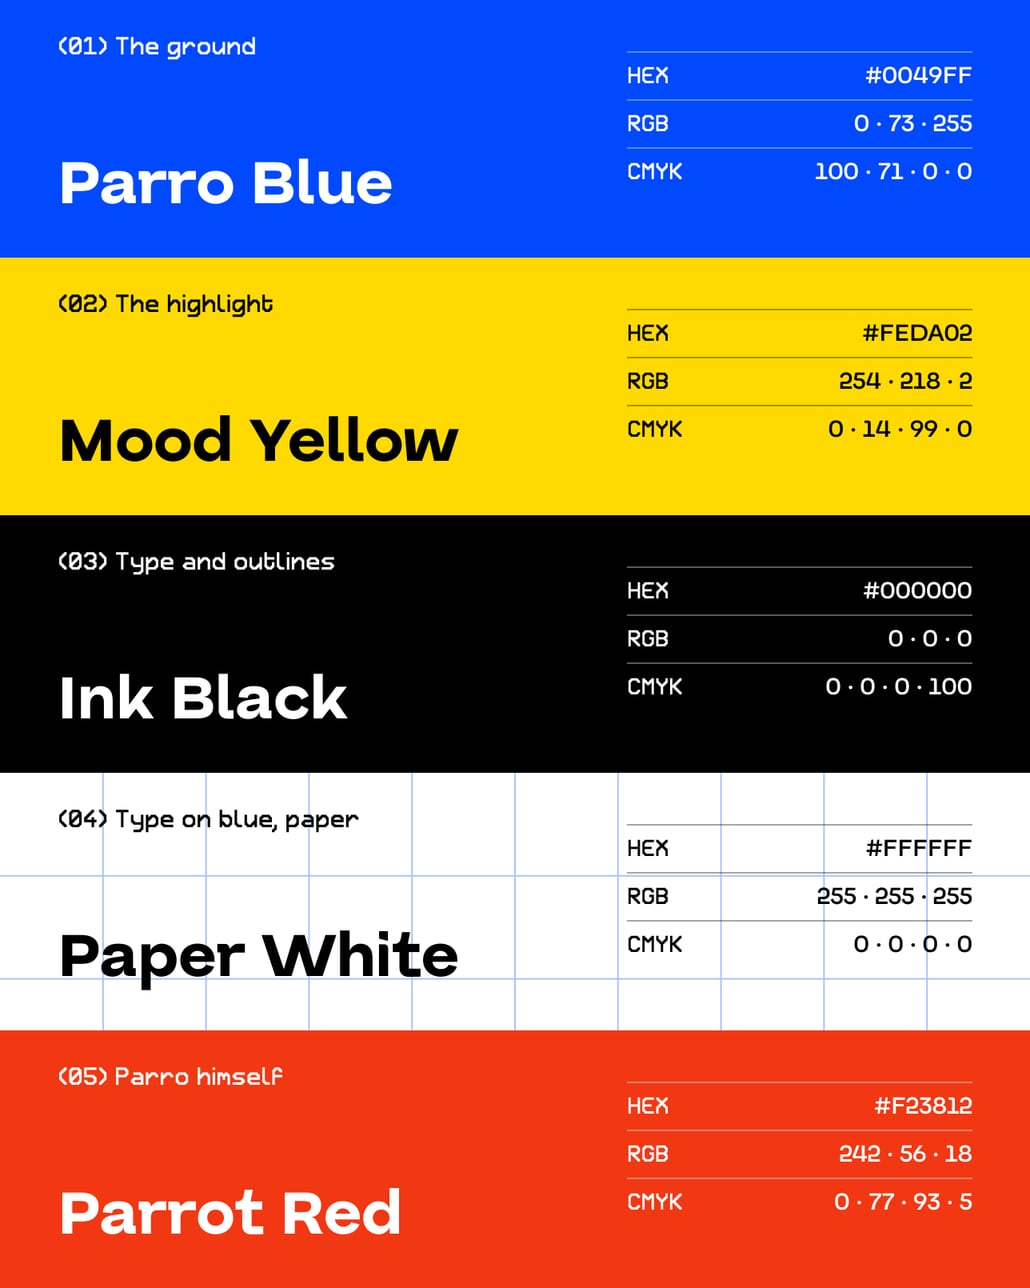 (01) The ground
HEX #0049FF
RGB 0 · 73 · 255
CMYK 100 · 71 · 0 · 0
Parro Blue
(02) The highlight
HEX #FEDA02
RGB 254 · 218 · 2
CMYK 0 · 14 · 99 · 0
Mood Yellow
(03) Type and outlines
HEX #000000
RGB 0 · 0 · 0
CMYK 0 · 0 · 0 · 100
Ink Black
(04) Type on blue, paper
HEX #FFFFFF
RGB 255 · 255 · 255
CMYK 0 · 0 · 0 · 0
Paper White
(05) Parro himself
HEX #F23812
RGB 242 · 56 · 18
CMYK 0 · 77 · 93 · 5
Parrot Red